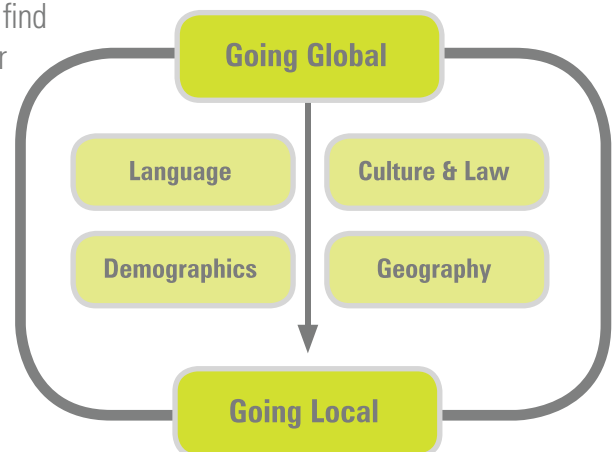 find
r
Going Global
Language
Culture & Law
Demographics
Geography
Going Local